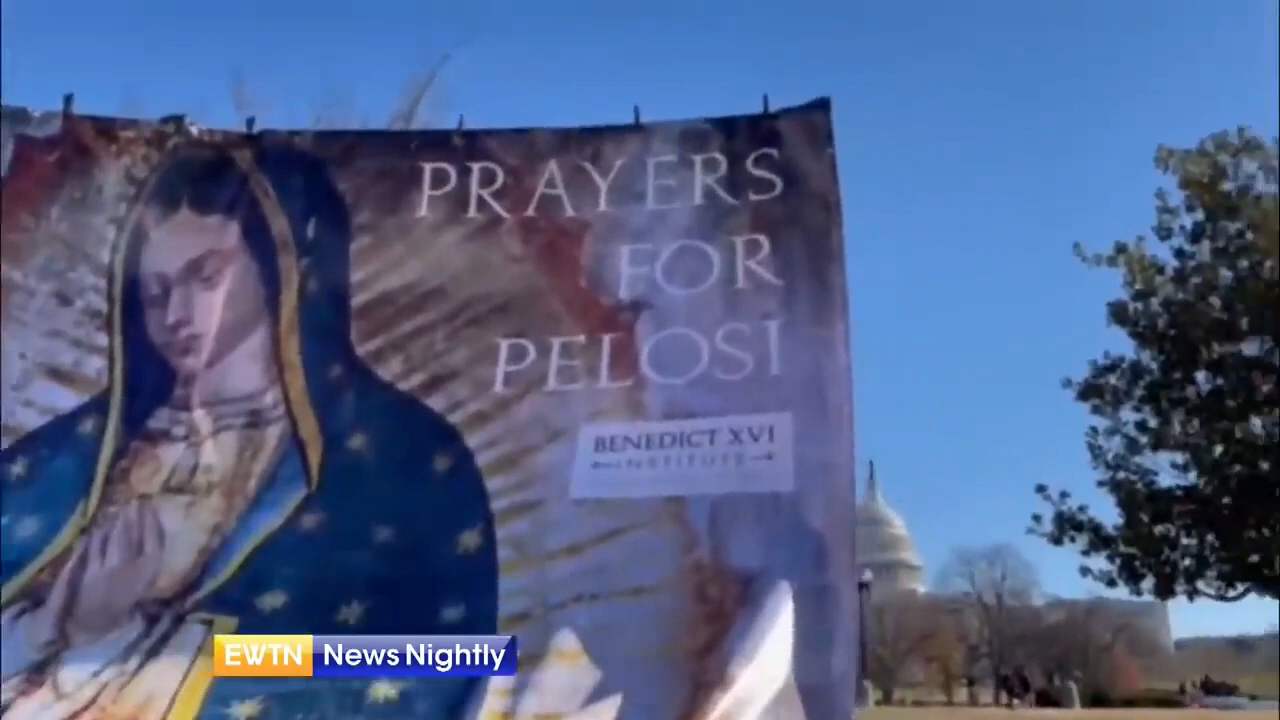 PRAYERS
FOR
PELOSI
BENEDICT XVI
INSTITUTE
EWTN News Nightly